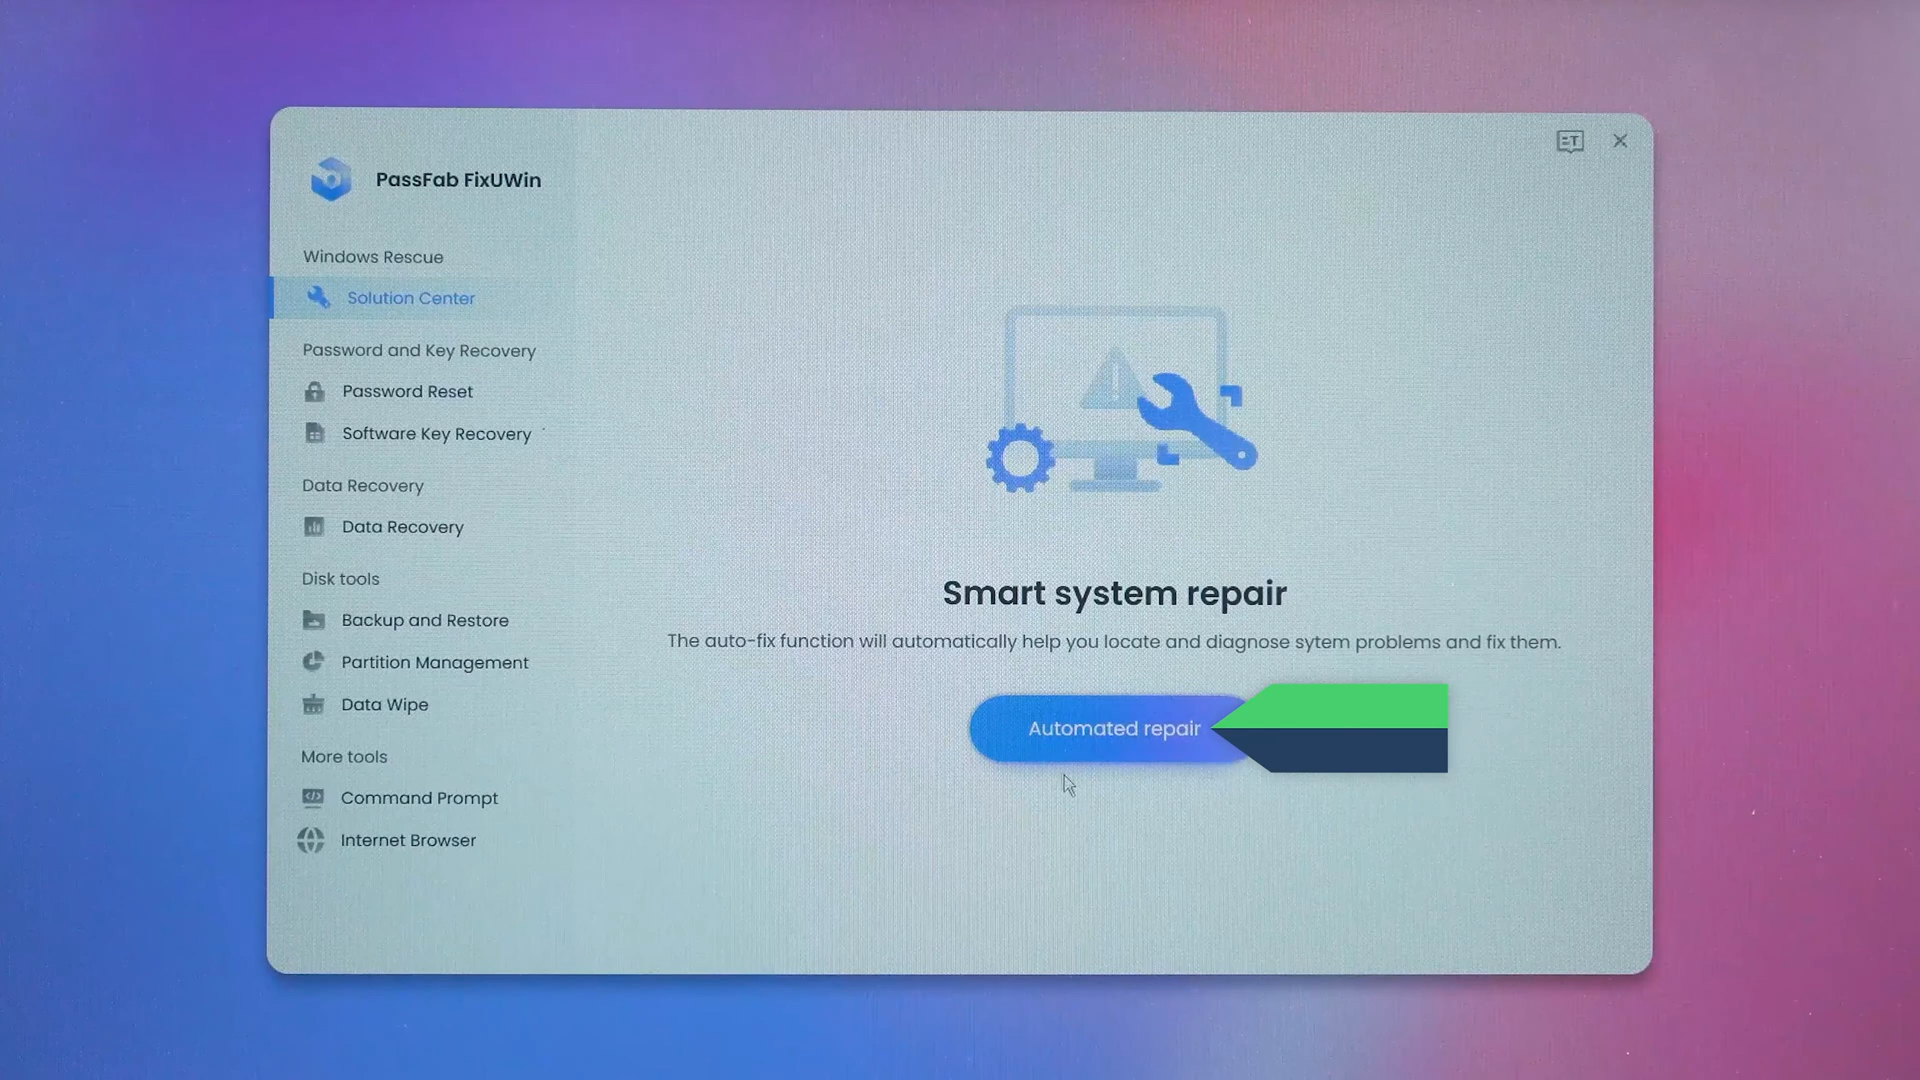 PassFab FixUWin
Windows Rescue
Solution Center
Password and Key Recovery
Password Reset
Software Key Recovery
Data Recovery
Data Recovery
Disk tools
Backup and Restore
Partition Management
Data Wipe
More tools
Command Prompt
Internet Browser
Smart system repair
The auto-fix function will automatically help you locate and diagnose sytem problems and fix them.
Automated repair